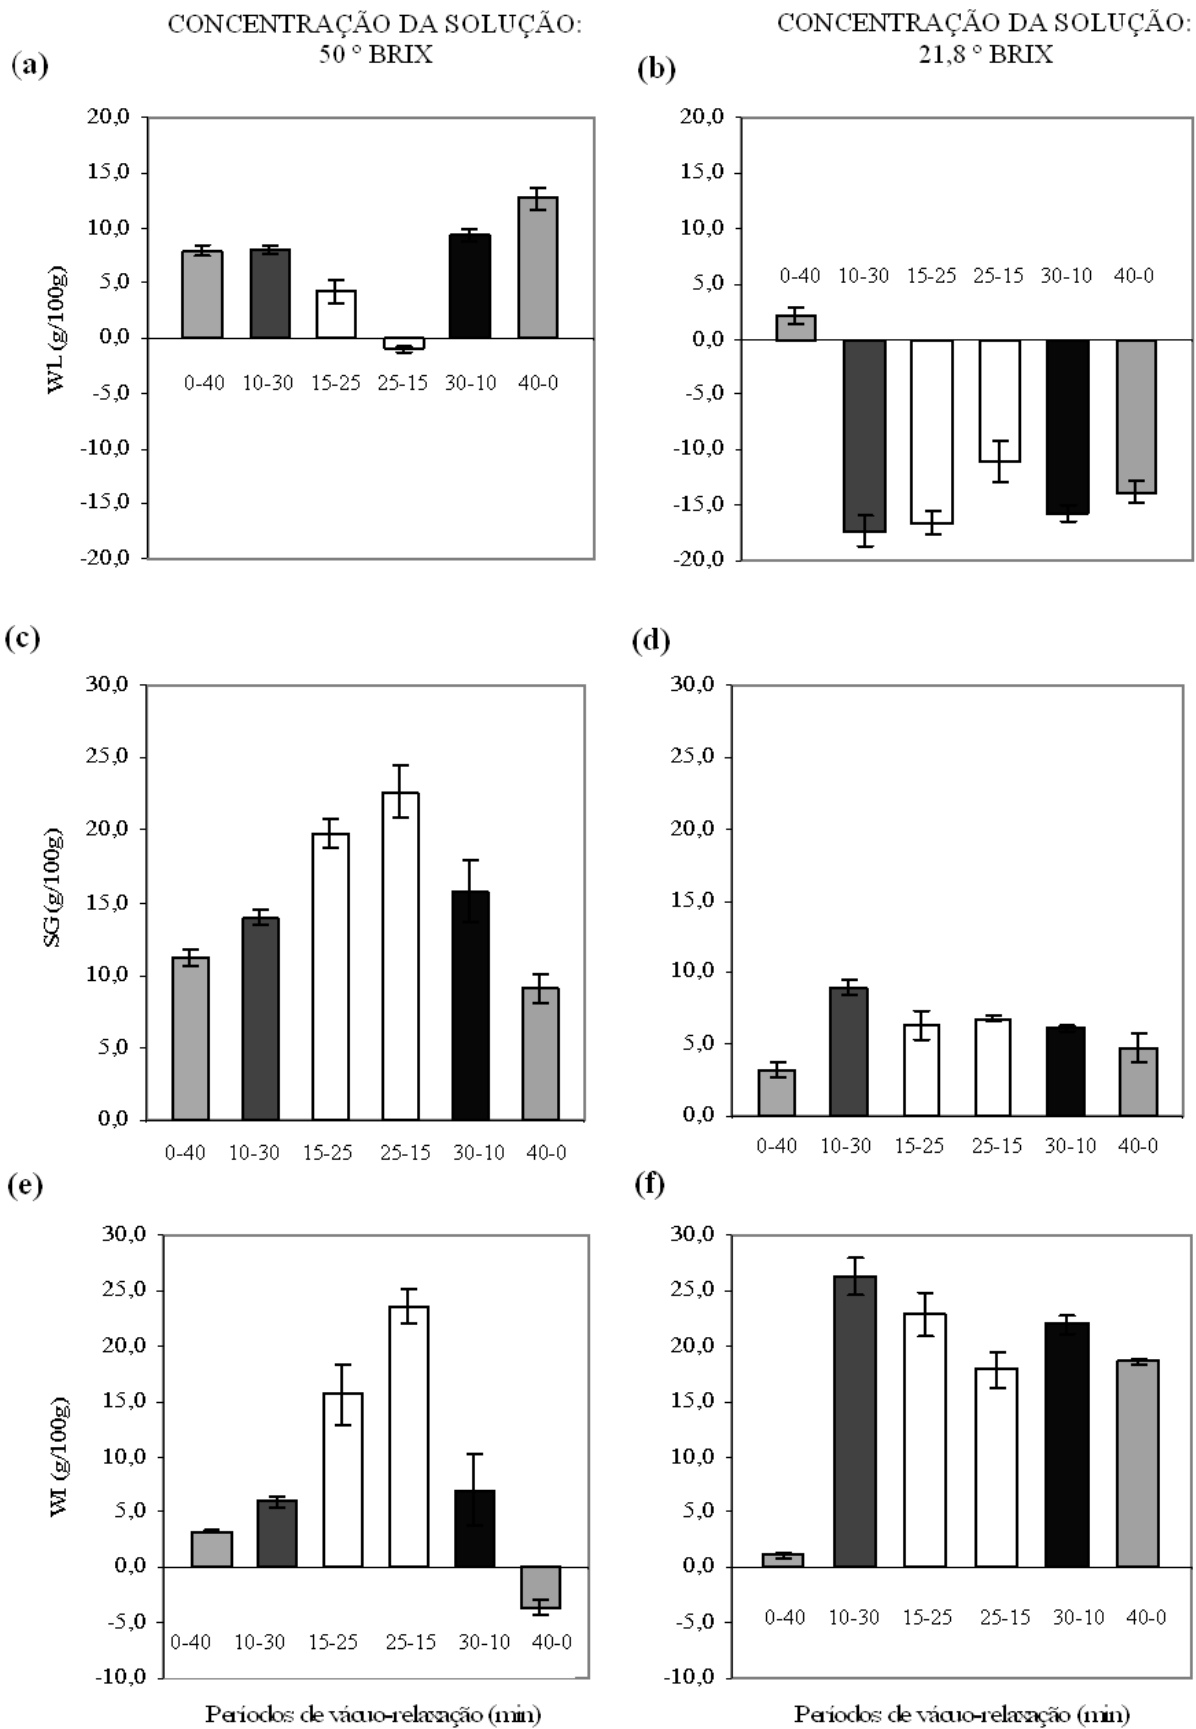 CONCENTRAÇÃO DA SOLUÇÃO:
50 º BRIX
CONCENTRAÇÃO DA SOLUÇÃO:
21,8 º BRIX
(a)
20,0
15,0
10,0
5,0
0,0
-5,0
-10,0
-15,0
-20,0
WL (g/100g)
0-40 10-30 15-25 25-15 30-10 40-0
(b)
20,0
15,0
10,0
5,0
0,0
-5,0
-10,0
-15,0
-20,0
0-40 10-30 15-25 25-15 30-10 40-0
(c)
30,0
25,0
20,0
15,0
10,0
5,0
0,0
SG (g/100g)
0-40 10-30 15-25 25-15 30-10 40-0
(d)
30,0
25,0
20,0
15,0
10,0
5,0
0,0
0-40 10-30 15-25 25-15 30-10 40-0
(e)
30,0
25,0
20,0
15,0
10,0
5,0
0,0
-5,0
-10,0
WI (g/100g)
0-40 10-30 15-25 25-15 30-10 40-0
Períodos de vácuo-relaxação (min)
(f)
30,0
25,0
20,0
15,0
10,0
5,0
0,0
-5,0
-10,0
0-40 10-30 15-25 25-15 30-10 40-0
Períodos de vácuo-relaxação (min)